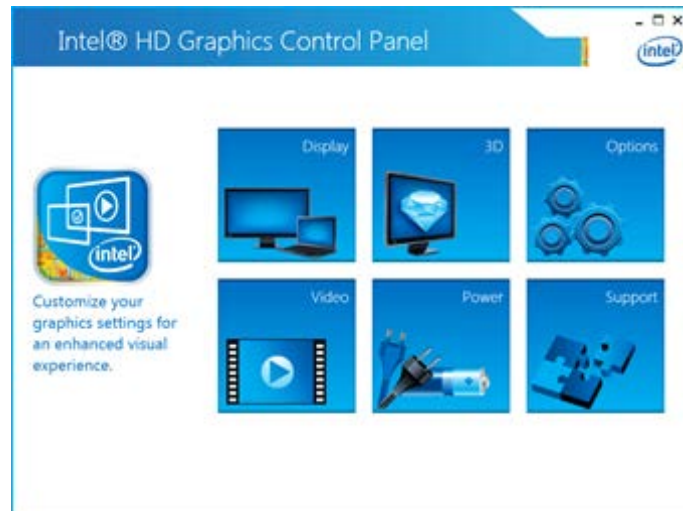 Intel® HD Graphics Control Panel
intel
Display
3D
Options
intel
Customize your
graphics settings for
an enhanced visual
experience.
Video
Power
Support